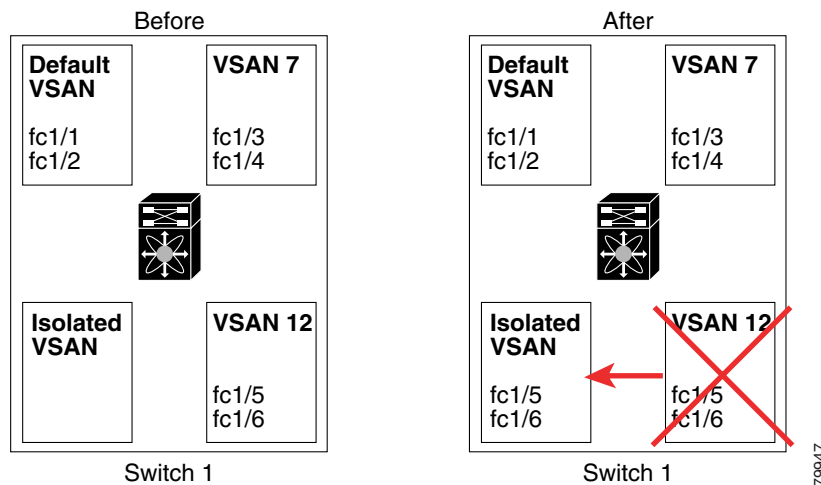 Before
Default
VSAN
fc1/1
fc1/2
VSAN 7
fc1/3
fc1/4
Isolated
VSAN
VSAN 12
fc1/5
fc1/6
Switch 1
After
Default
VSAN
fc1/1
fc1/2
VSAN 7
fc1/3
fc1/4
Isolated
VSAN
fc1/5
fc1/6
VSAN 12
fc1/5
fc1/6
Switch 1
79947